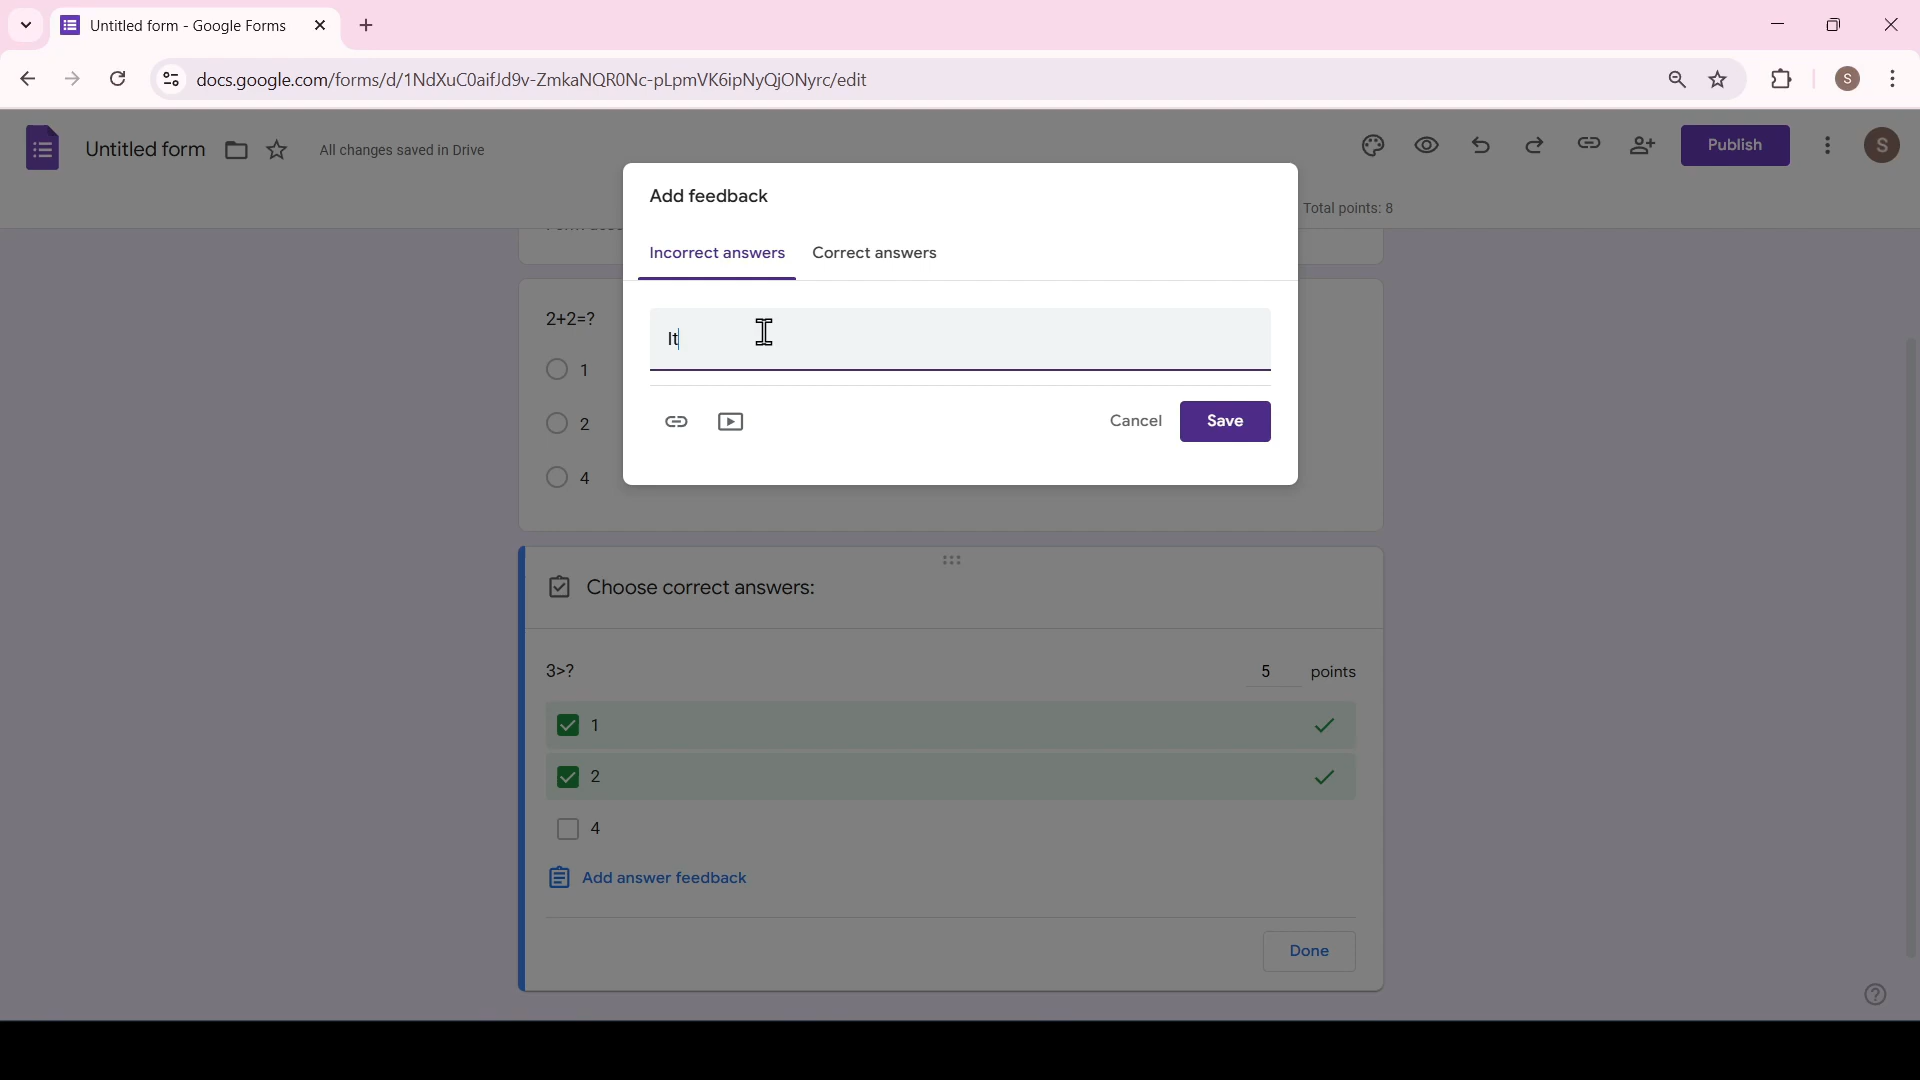 Untitled form - Google Forms
docs.google.com/forms/d/1NdXuC0aifJd9v-ZmkaNQR0Nc-pLpmVK6ipNyQjONyrc/edit
S
Untitled form
All changes saved in Drive
Publish
S
Add feedback
Total points: 8
Incorrect answers
Correct answers
2+2=?
It
1
2
Cancel
Save
4
Choose correct answers:
3>?
5 points
1
2
4
Add answer feedback
Done